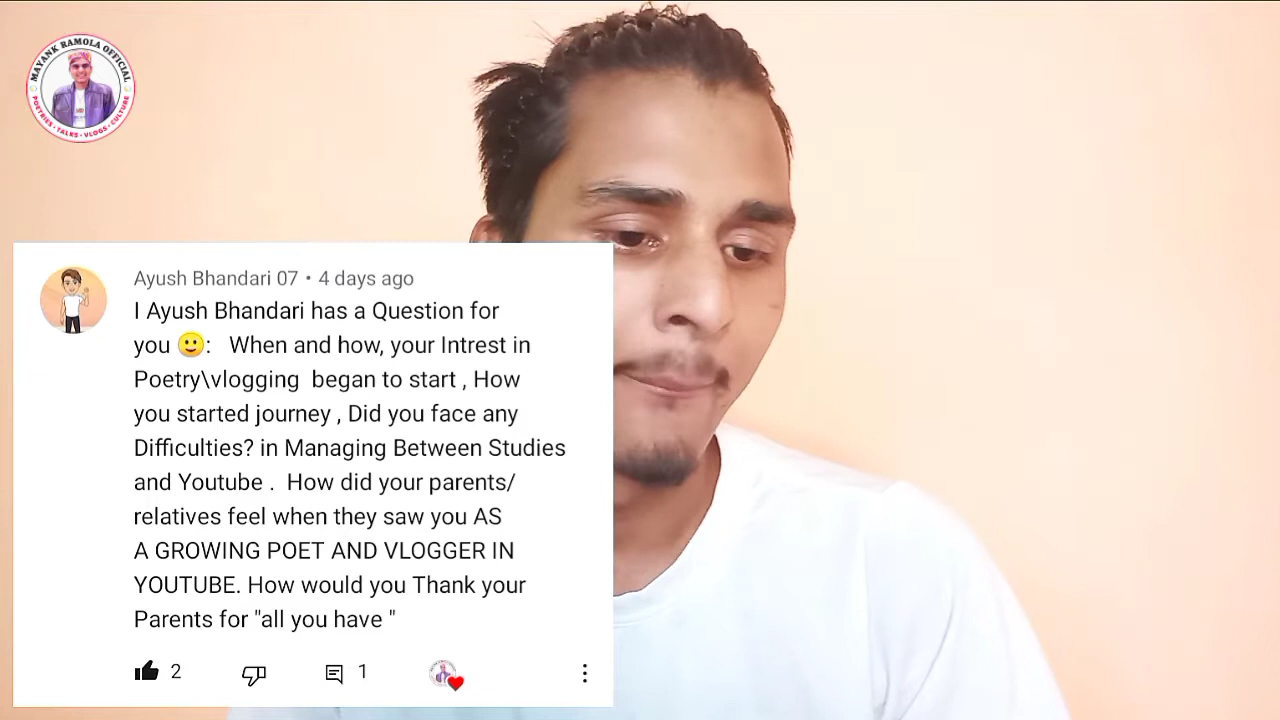 MAYANK RAMOLA OFFICIAL
POETRIES • TALKS • VLOGS • CULTURE
Ayush Bhandari 07 • 4 days ago
I Ayush Bhandari has a Question for
you 🙂:   When and how, your Intrest in
Poetry\vlogging  began to start , How
you started journey , Did you face any
Difficulties? in Managing Between Studies
and Youtube .  How did your parents/
relatives feel when they saw you AS
A GROWING POET AND VLOGGER IN
YOUTUBE. How would you Thank your
Parents for "all you have "
2
1